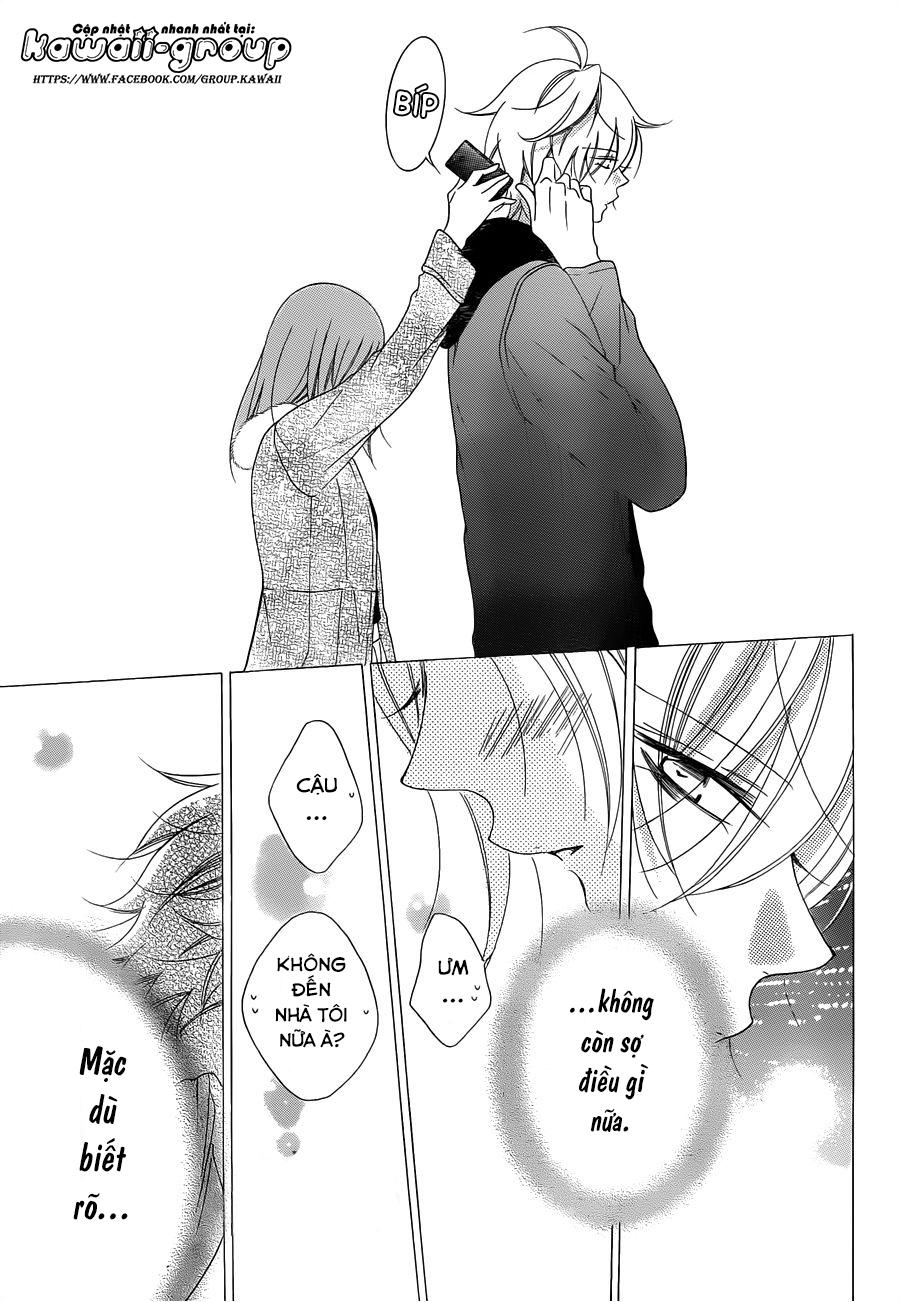 Cập nhật nhanh nhất tại:
kawaii-group
HTTPS://WWW.FACEBOOK.COM/GROUP.KAWAII
BÍP
...không
còn sợ
điều gì
nữa.
ƯM
...
CẬU
...
KHÔNG
ĐẾN
NHÀ TÔI
NỮA À?
Mặc
dù
biết
rõ...